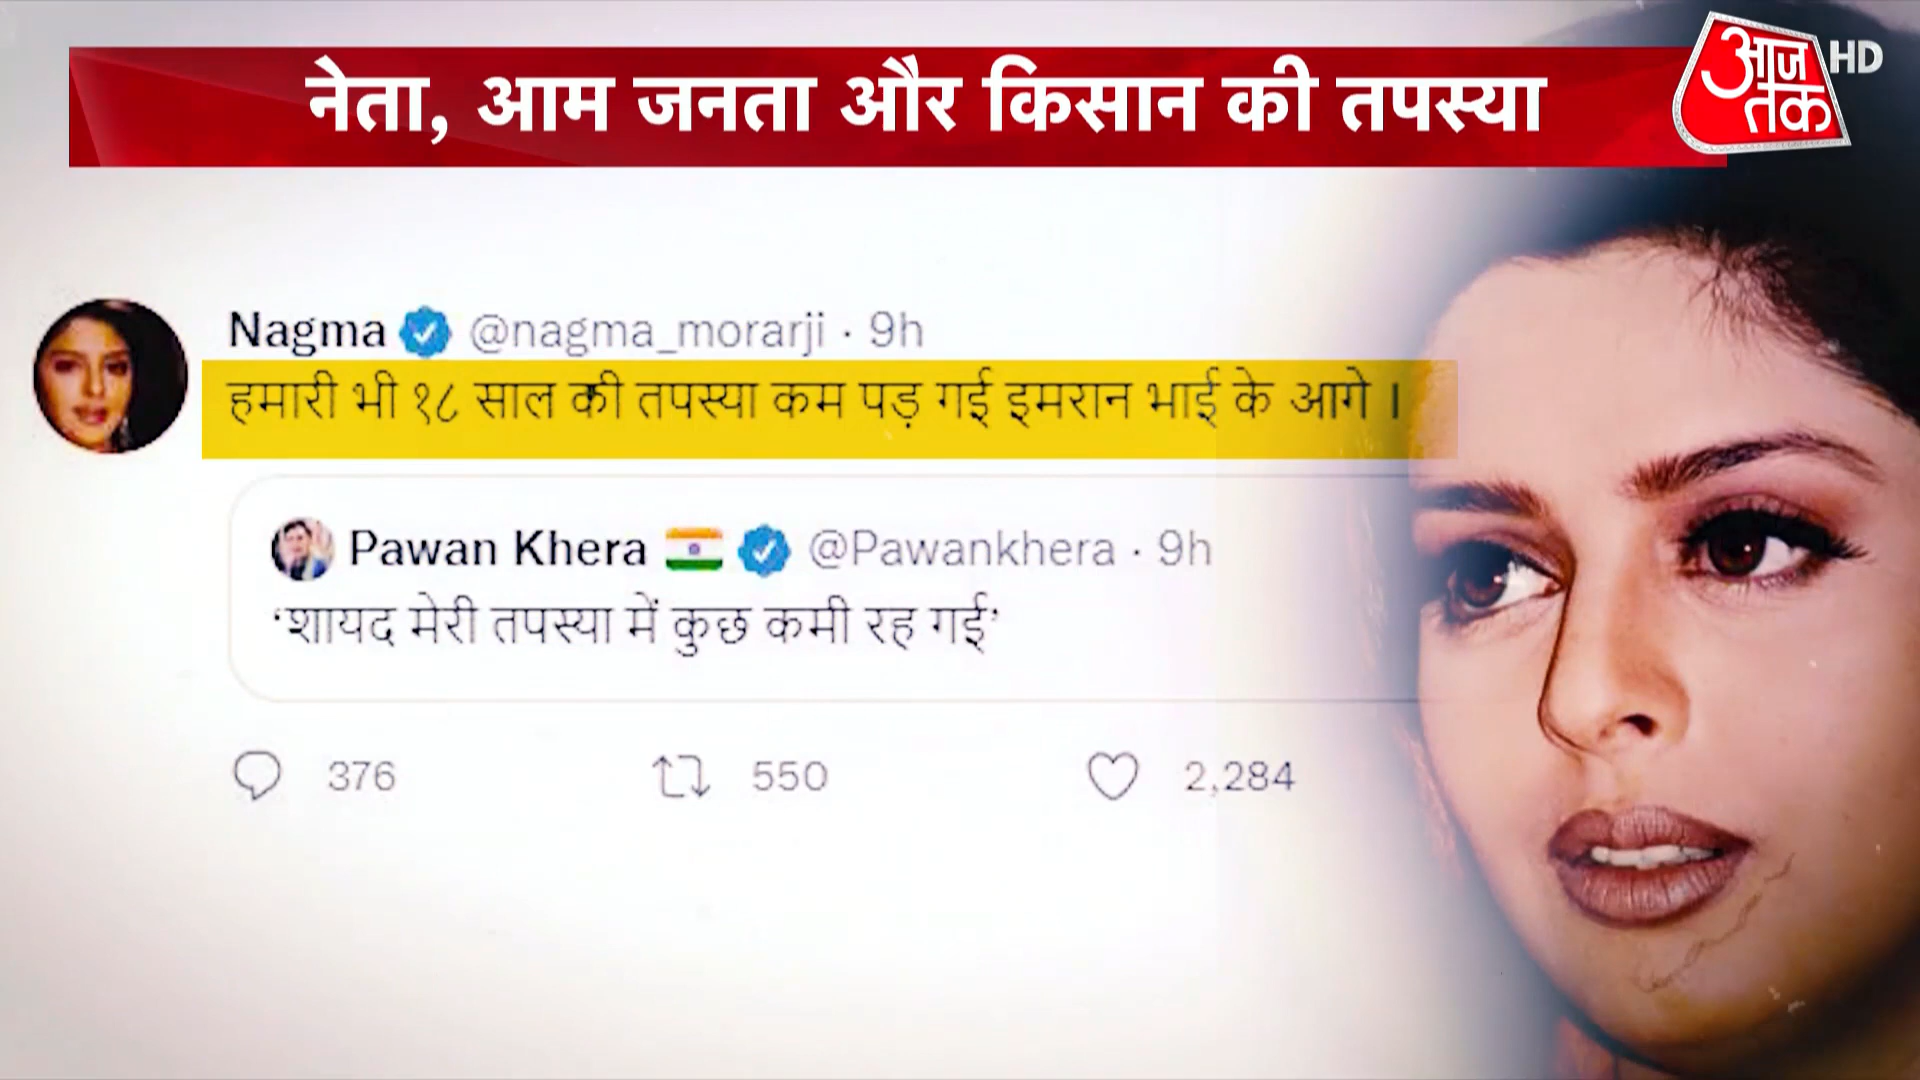 नेता, आम जनता और किसान की तपस्या
आज तक HD
Nagma @nagma_morarji · 9h
हमारी भी १८ साल की तपस्या कम पड़ गई इमरान भाई के आगे ।
Pawan Khera @Pawankhera · 9h
‘शायद मेरी तपस्या में कुछ कमी रह गई’
376 550 2,284